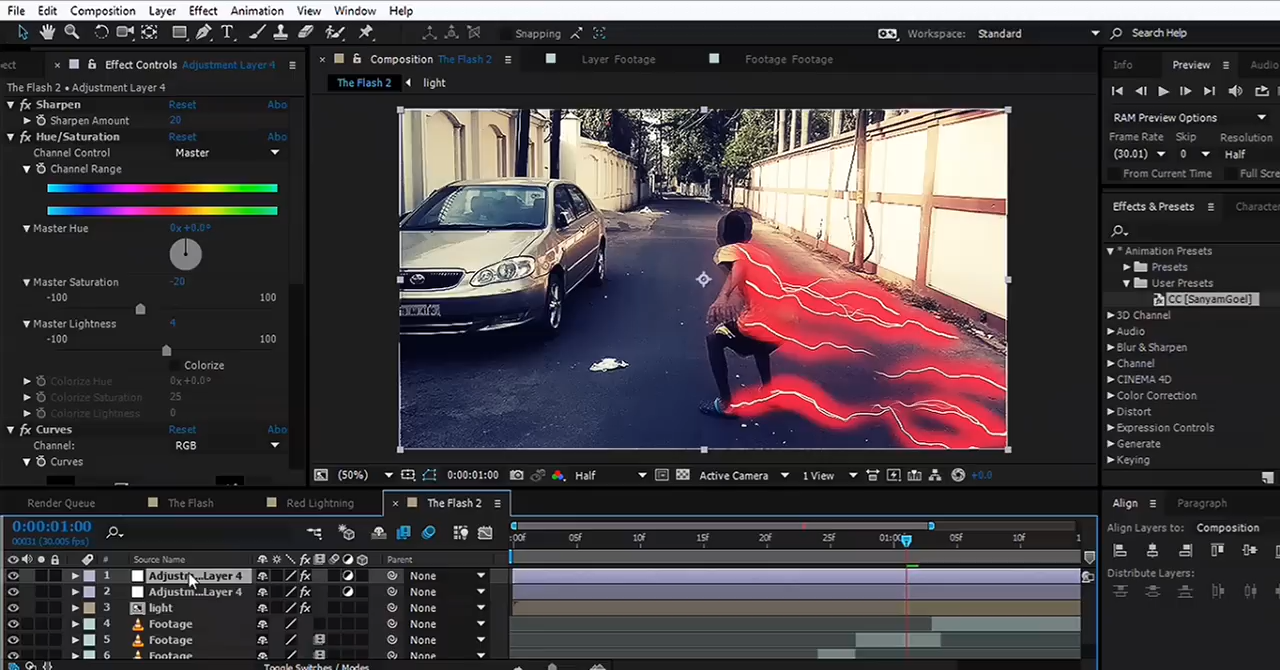 File Edit Composition Layer Effect Animation View Window Help
Snapping Workspace: Standard Search Help
ect Effect Controls Adjustment Layer 4 Composition The Flash 2 Layer Footage Footage Footage Info Preview Audio
The Flash 2 • Adjustment Layer 4 The Flash 2 light
Sharpen Reset Abo
Sharpen Amount 20
Hue/Saturation Reset Abo
Channel Control Master
Channel Range
Master Hue 0x+0.0°
Master Saturation -20
-100 100
Master Lightness 4
-100 100
Colorize
Colorize Hue 0x+0.0°
Colorize Saturation 25
Colorize Lightness 0
Curves Reset Abo
Channel: RGB
Curves
(50%) 0:00:01:00 Half Active Camera 1 View +0.0
RAM Preview Options
Frame Rate Skip Resolution
(30.01) 0 Half
From Current Time Full Scre
Effects & Presets Character
* Animation Presets
Presets
User Presets
CC [SanyamGoel]
3D Channel
Audio
Blur & Sharpen
Channel
CINEMA 4D
Color Correction
Distort
Expression Controls
Generate
Keying
Render Queue The Flash Red Lightning The Flash 2
0:00:01:00
00031 (30.005 fps)
:00F 05F 10F 15F 20F 25F 01:00F 05F 10F 1
# Source Name Parent
1 Adjustm...Layer 4 None
2 Adjustm...Layer 4 None
3 light None
4 Footage None
5 Footage None
6 Footage None
Toggle Switches / Modes
Align Paragraph
Align Layers to: Composition
Distribute Layers: